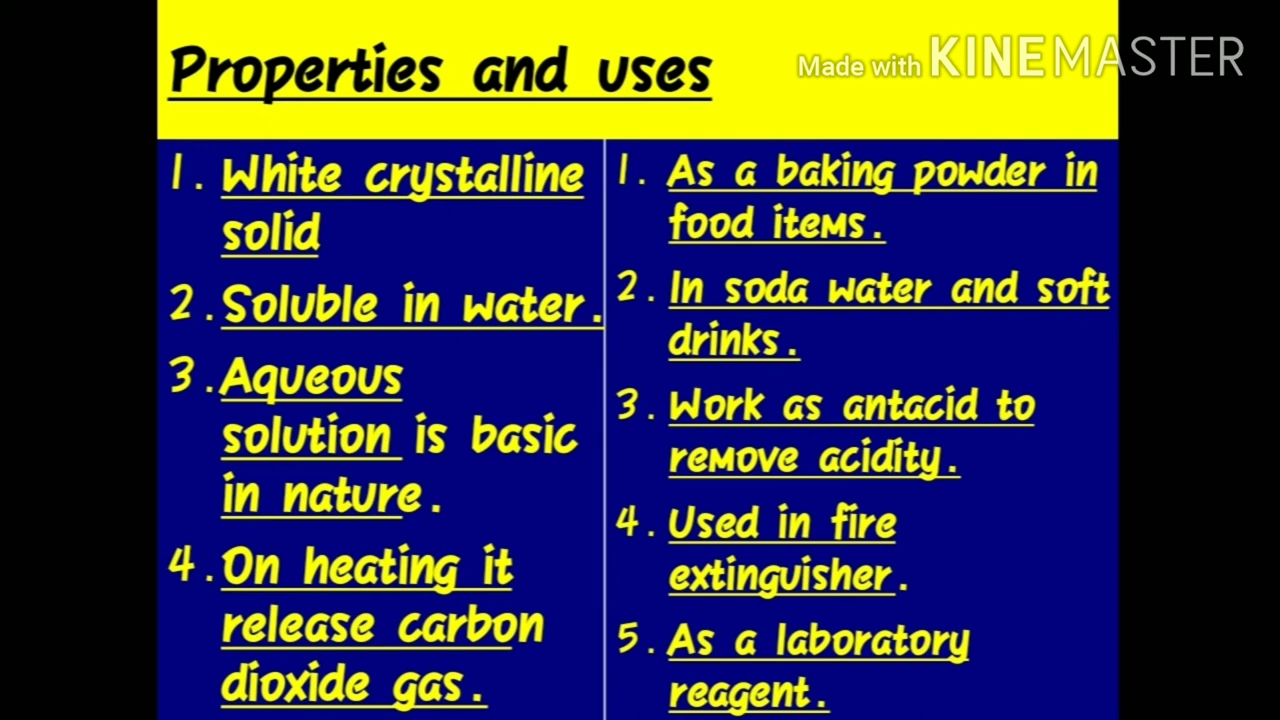 Properties and uses
Made with KINEMASTER
1. White crystalline
solid
2. Soluble in water.
3. Aqueous
solution is basic
in nature.
4. On heating it
release carbon
dioxide gas.
1. As a baking powder in
food items.
2. In soda water and soft
drinks.
3. Work as antacid to
remove acidity.
4. Used in fire
extinguisher.
5. As a laboratory
reagent.